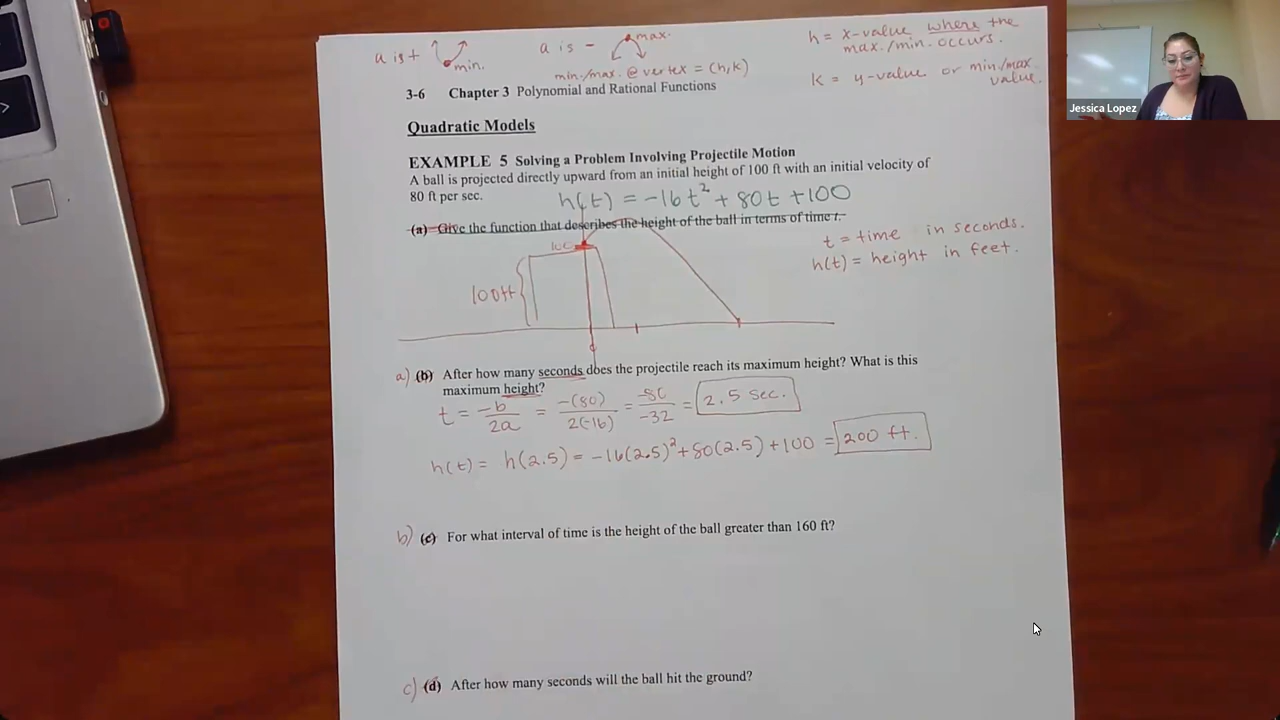 a is + min.
a is - max.
min./max. @ vertex = (h,k)
h = x-value where the
max./min. occurs.
k = y-value or min/max
value.
Jessica Lopez
3-6 Chapter 3 Polynomial and Rational Functions
Quadratic Models
EXAMPLE 5 Solving a Problem Involving Projectile Motion
A ball is projected directly upward from an initial height of 100 ft with an initial velocity of
80 ft per sec.
h(t) = -16t² + 80t + 100
(a) Give the function that describes the height of the ball in terms of time t.
t = time in seconds.
h(t) = height in feet.
100
100ft
a) (b) After how many seconds does the projectile reach its maximum height? What is this
maximum height?
t = -b/2a = -(80)/2(-16) = -80/-32 = 2.5 sec.
h(t) = h(2.5) = -16(2.5)² + 80(2.5) + 100 = 200 ft.
b) (c) For what interval of time is the height of the ball greater than 160 ft?
c) (d) After how many seconds will the ball hit the ground?